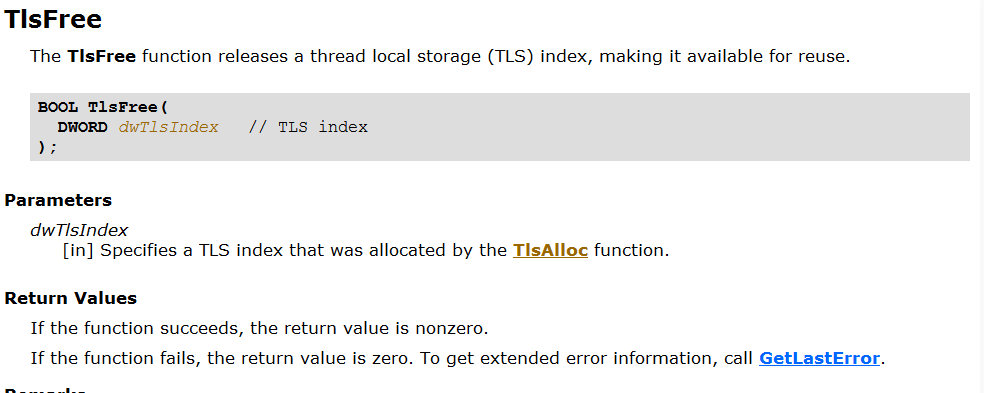 TlsFree
The TlsFree function releases a thread local storage (TLS) index, making it available for reuse.
BOOL TlsFree(
DWORD dwTlsIndex // TLS index
);
Parameters
dwTlsIndex
[in] Specifies a TLS index that was allocated by the TlsAlloc function.
Return Values
If the function succeeds, the return value is nonzero.
If the function fails, the return value is zero. To get extended error information, call GetLastError.